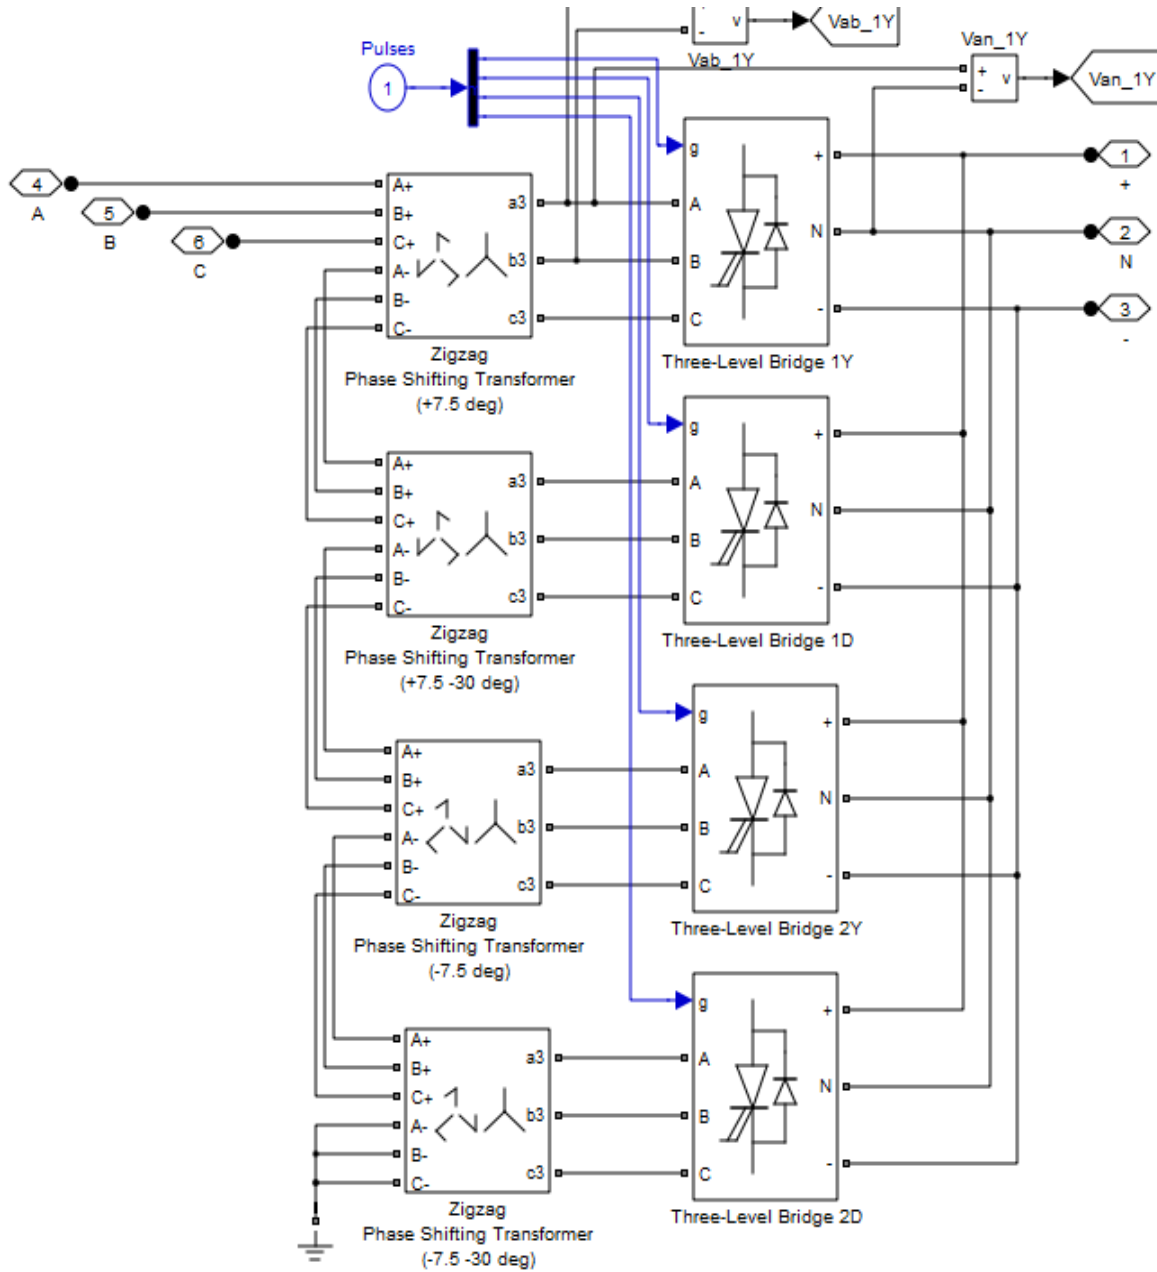 Vab_1Y
- v
Vab_1Y
Van_1Y
+
- v
Van_1Y
Pulses
1
g
A
B
C
+
N
-
Three-Level Bridge 1Y
1
+
2
N
3
-
4
A
5
B
6
C
A+
B+
C+
A-
B-
C-
a3
b3
c3
Zigzag
Phase Shifting Transformer
(+7.5 deg)
A+
B+
C+
A-
B-
C-
a3
b3
c3
Zigzag
Phase Shifting Transformer
(+7.5 -30 deg)
g
A
B
C
+
N
-
Three-Level Bridge 1D
A+
B+
C+
A-
B-
C-
a3
b3
c3
Zigzag
Phase Shifting Transformer
(-7.5 deg)
g
A
B
C
+
N
-
Three-Level Bridge 2Y
A+
B+
C+
A-
B-
C-
a3
b3
c3
Zigzag
Phase Shifting Transformer
(-7.5 -30 deg)
g
A
B
C
+
N
-
Three-Level Bridge 2D